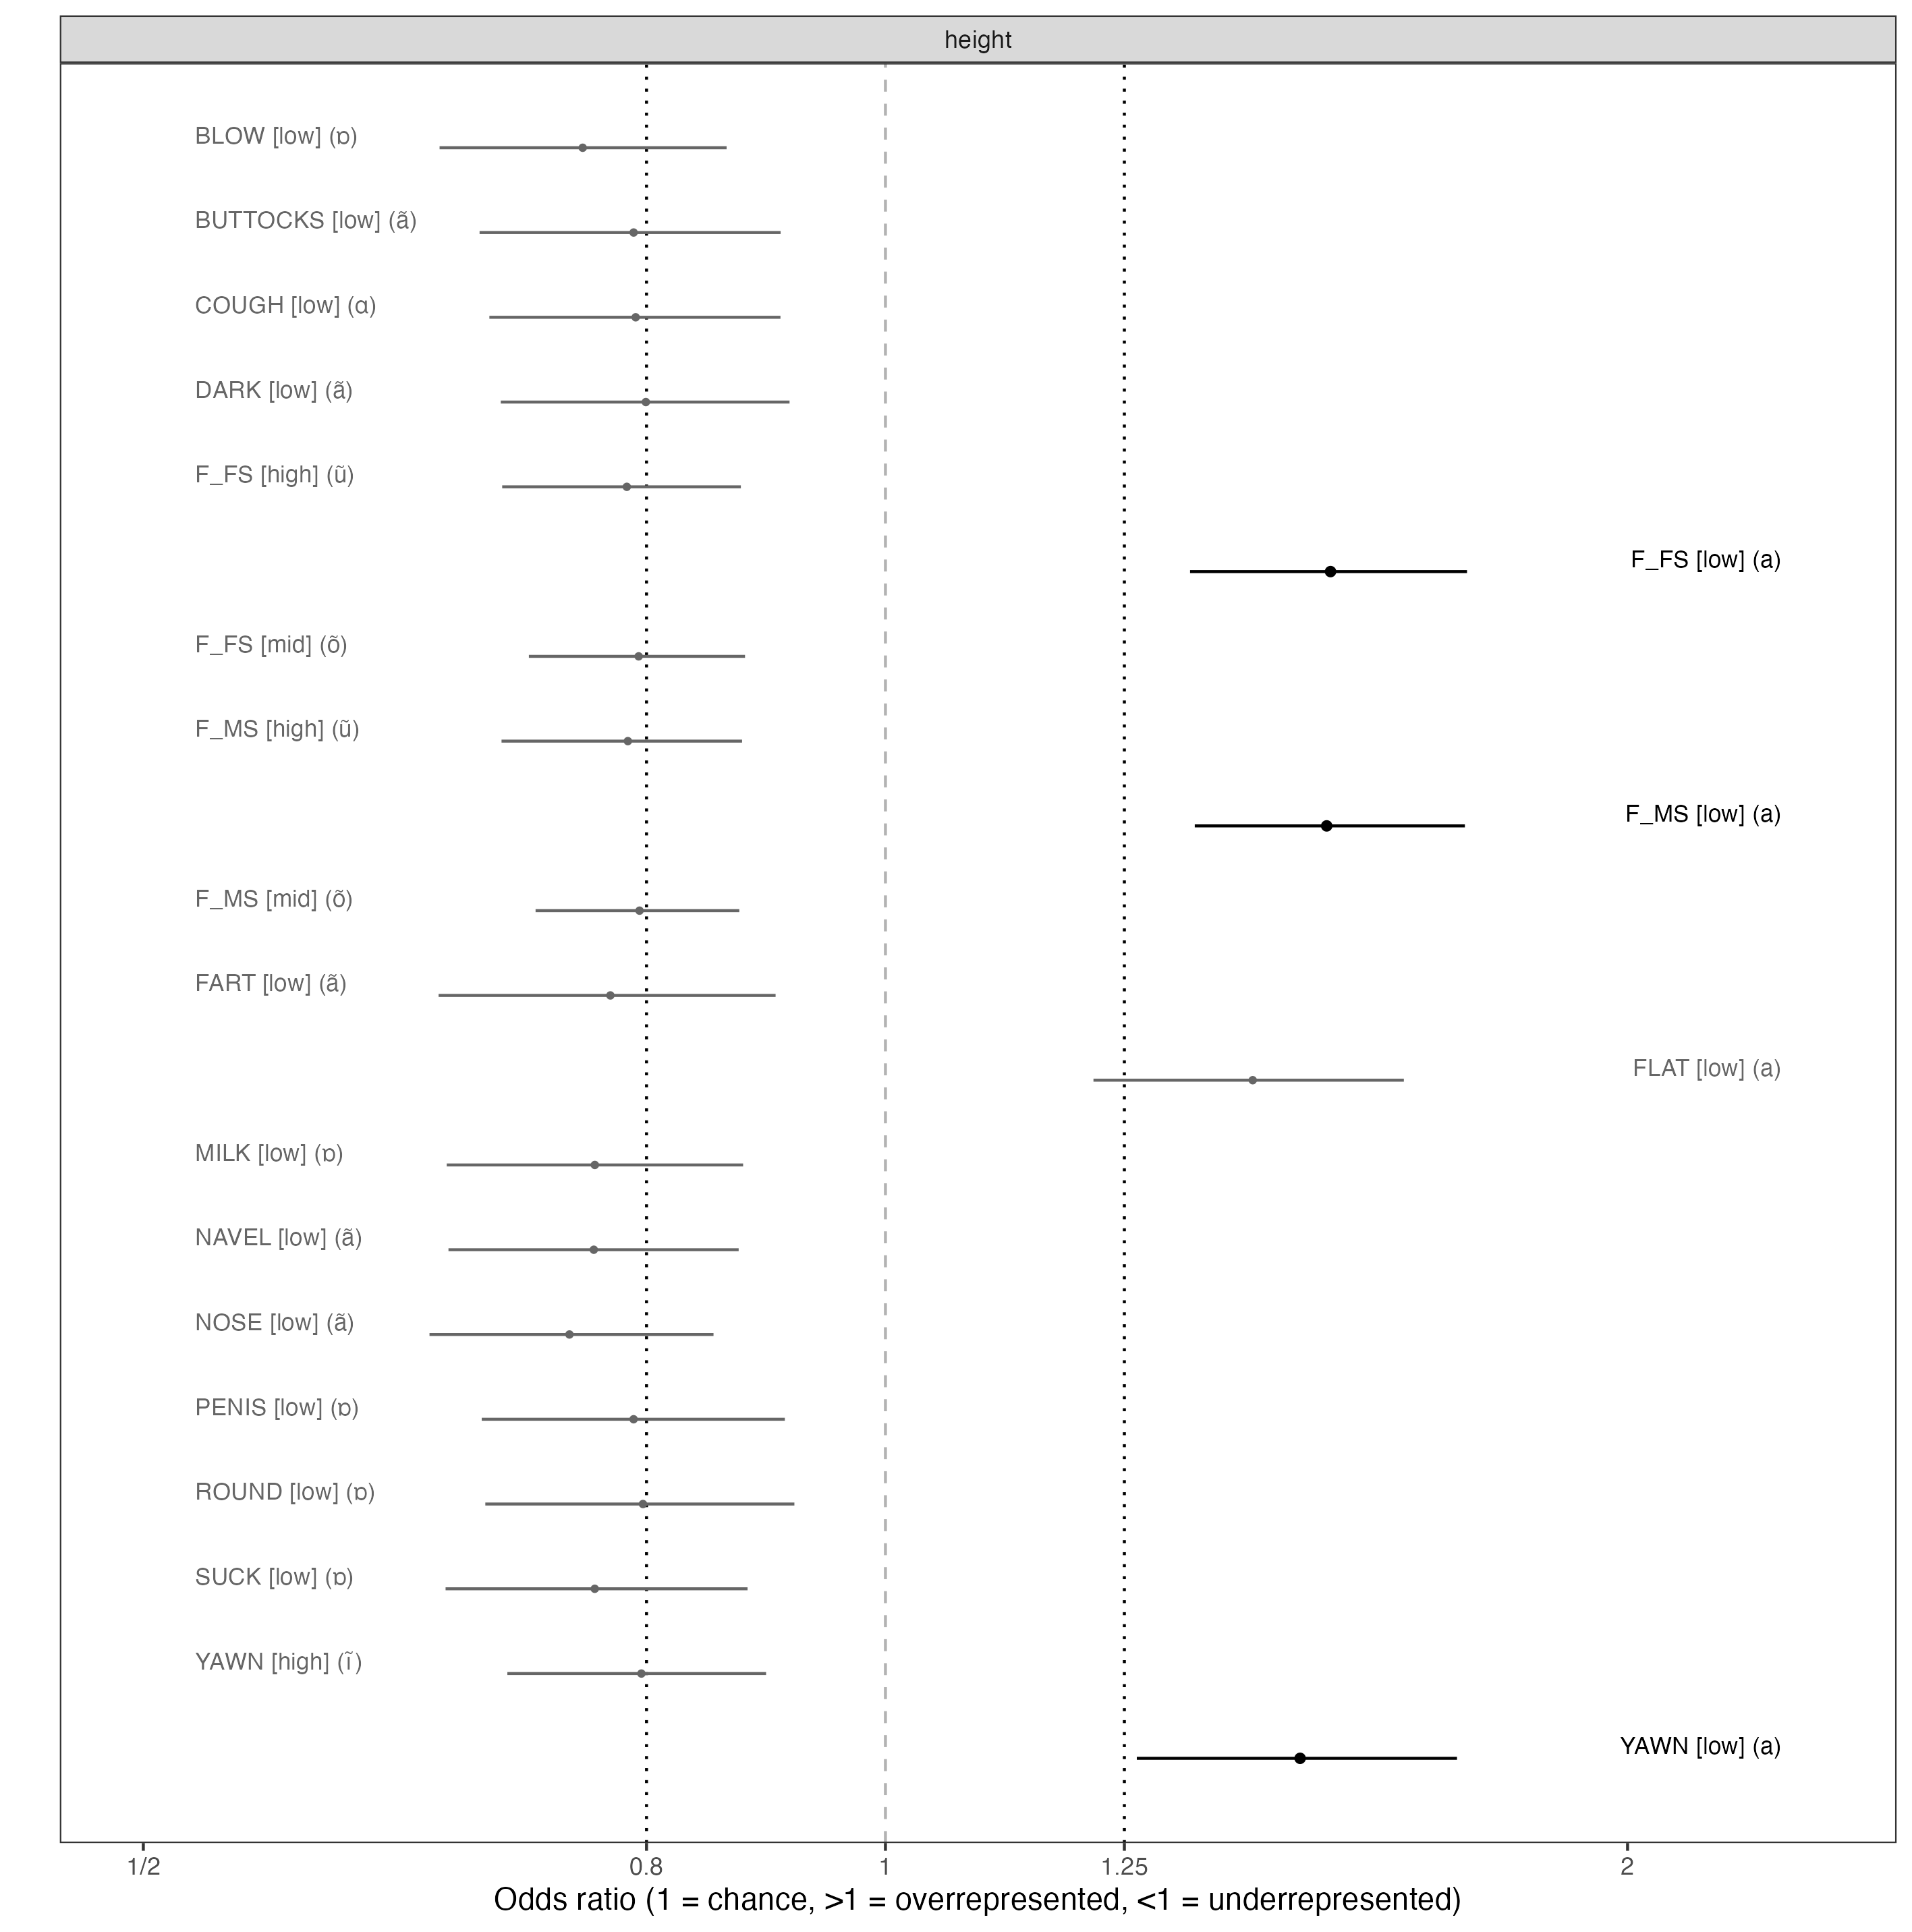 height
BLOW [low] (ɒ)
BUTTOCKS [low] (ã)
COUGH [low] (ɑ)
DARK [low] (ã)
F_FS [high] (ũ)
F_FS [low] (a)
F_FS [mid] (õ)
F_MS [high] (ũ)
F_MS [low] (a)
F_MS [mid] (õ)
FART [low] (ã)
FLAT [low] (a)
MILK [low] (ɒ)
NAVEL [low] (ã)
NOSE [low] (ã)
PENIS [low] (ɒ)
ROUND [low] (ɒ)
SUCK [low] (ɒ)
YAWN [high] (ĩ)
YAWN [low] (a)
1/2 0.8 1 1.25 2
Odds ratio (1 = chance, >1 = overrepresented, <1 = underrepresented)